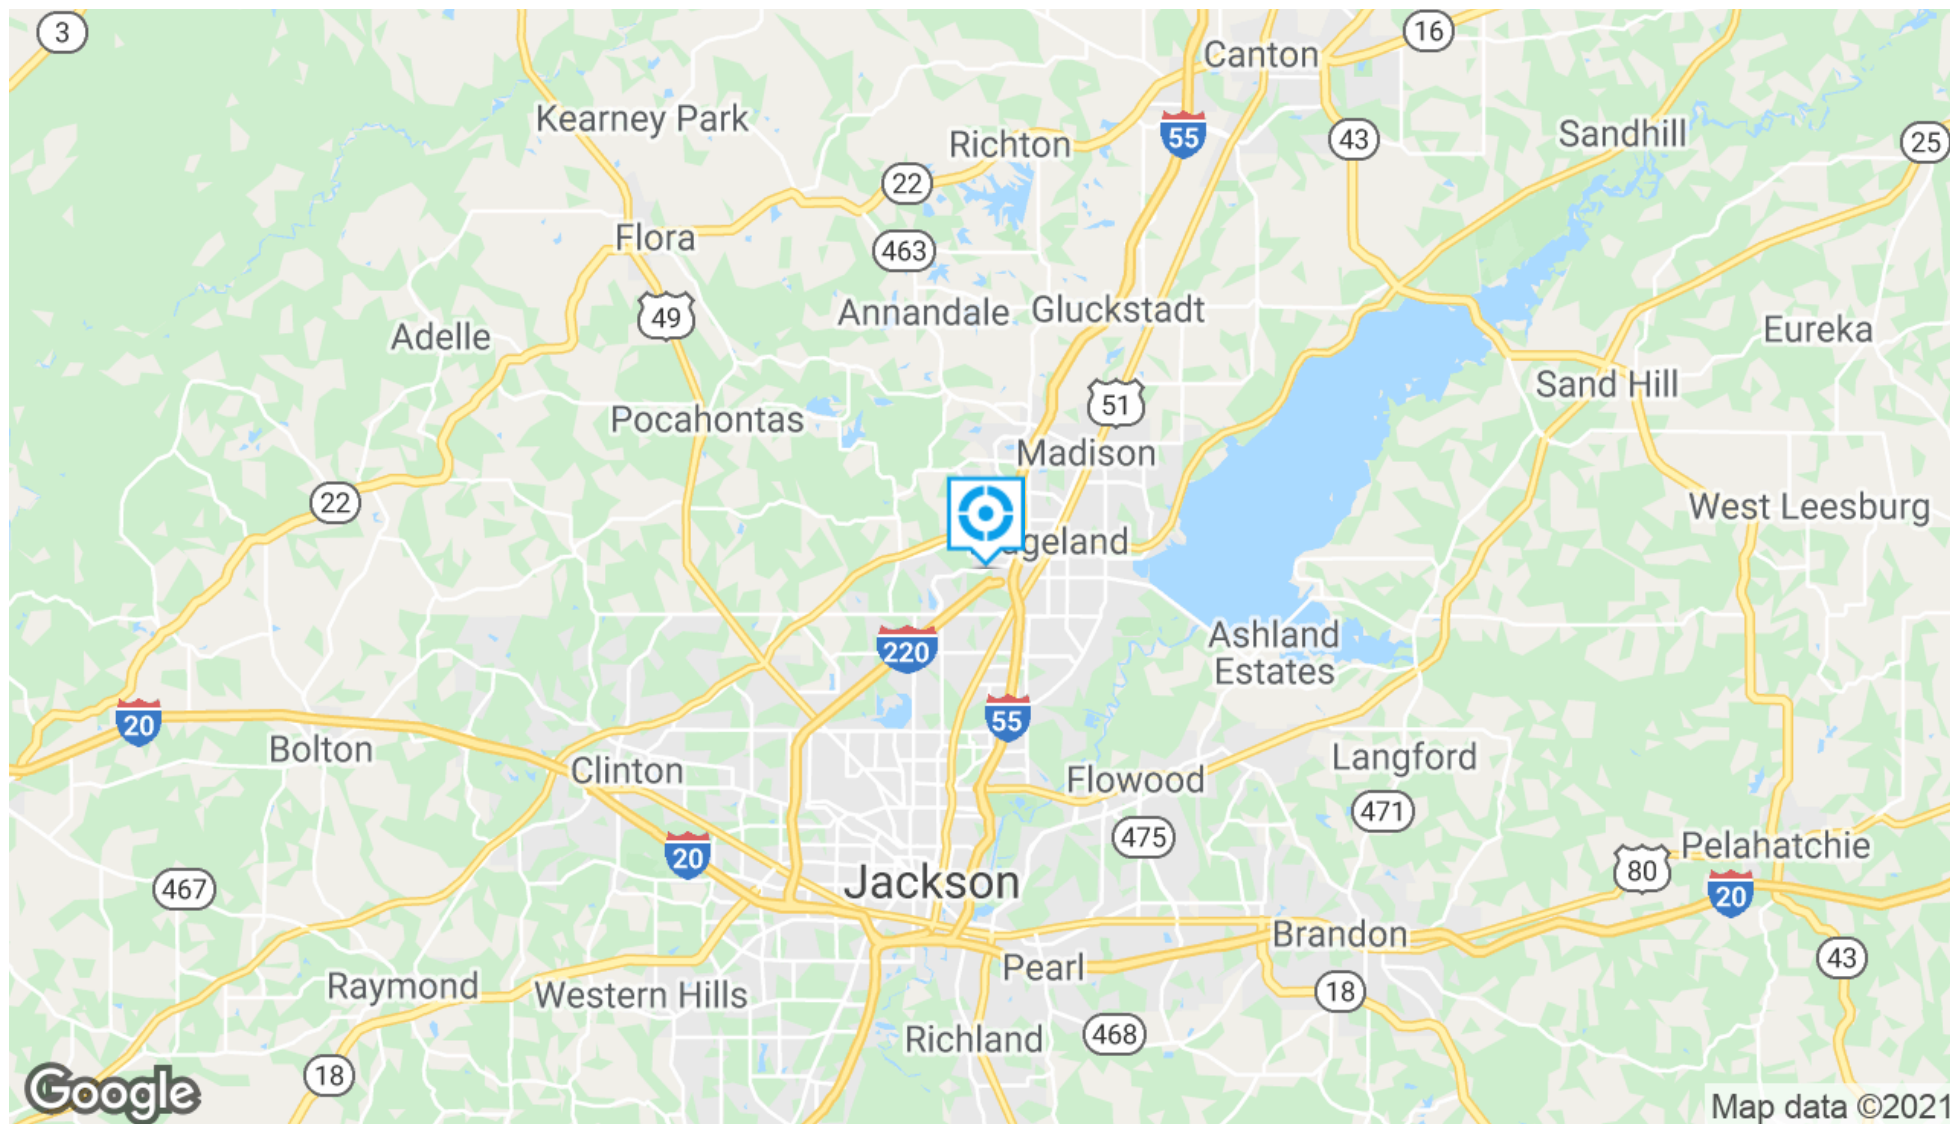 3
16
Canton
Kearney Park
55
43
Sandhill
25
Richton
22
Flora
463
49
Annandale
Gluckstadt
Adelle
Eureka
51
Sand Hill
Pocahontas
Madison
22
West Leesburg
geland
Ashland
Estates
220
20
55
Bolton
Clinton
Flowood
Langford
471
475
20
Pelahatchie
80
467
Jackson
20
Brandon
43
Pearl
Raymond
Western Hills
18
Richland
468
18
Google
Map data ©2021